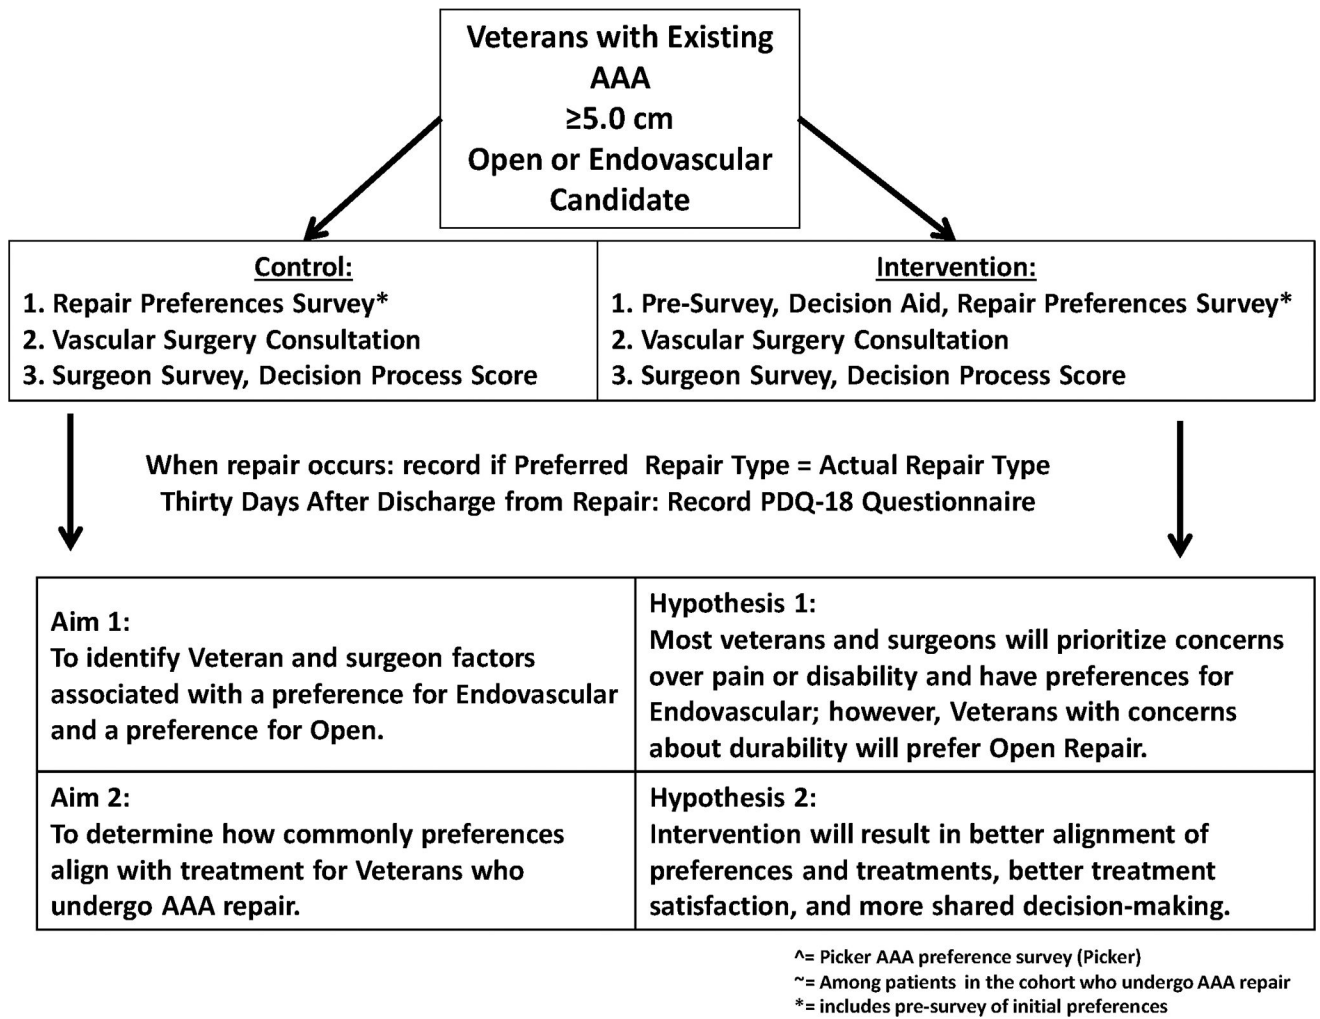 Veterans with Existing
AAA
≥5.0 cm
Open or Endovascular
Candidate
Control:
1. Repair Preferences Survey*
2. Vascular Surgery Consultation
3. Surgeon Survey, Decision Process Score
Intervention:
1. Pre-Survey, Decision Aid, Repair Preferences Survey*
2. Vascular Surgery Consultation
3. Surgeon Survey, Decision Process Score
When repair occurs: record if Preferred Repair Type = Actual Repair Type
Thirty Days After Discharge from Repair: Record PDQ-18 Questionnaire
Aim 1:
To identify Veteran and surgeon factors
associated with a preference for Endovascular
and a preference for Open.
Hypothesis 1:
Most veterans and surgeons will prioritize concerns
over pain or disability and have preferences for
Endovascular; however, Veterans with concerns
about durability will prefer Open Repair.
Aim 2:
To determine how commonly preferences
align with treatment for Veterans who
undergo AAA repair.
Hypothesis 2:
Intervention will result in better alignment of
preferences and treatments, better treatment
satisfaction, and more shared decision-making.
^= Picker AAA preference survey (Picker)
~= Among patients in the cohort who undergo AAA repair
*= includes pre-survey of initial preferences